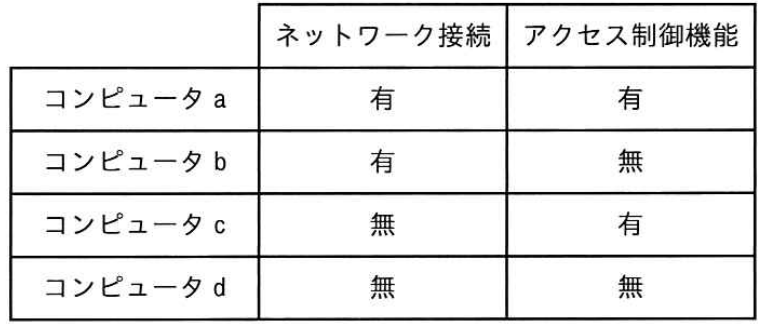 ネットワーク接続 アクセス制御機能
コンピュータ a 有 有
コンピュータ b 有 無
コンピュータ c 無 有
コンピュータ d 無 無